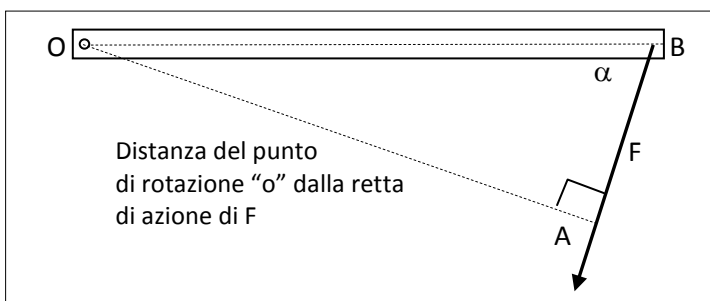 O
B
α
F
Distanza del punto
di rotazione “o” dalla retta
di azione di F
A